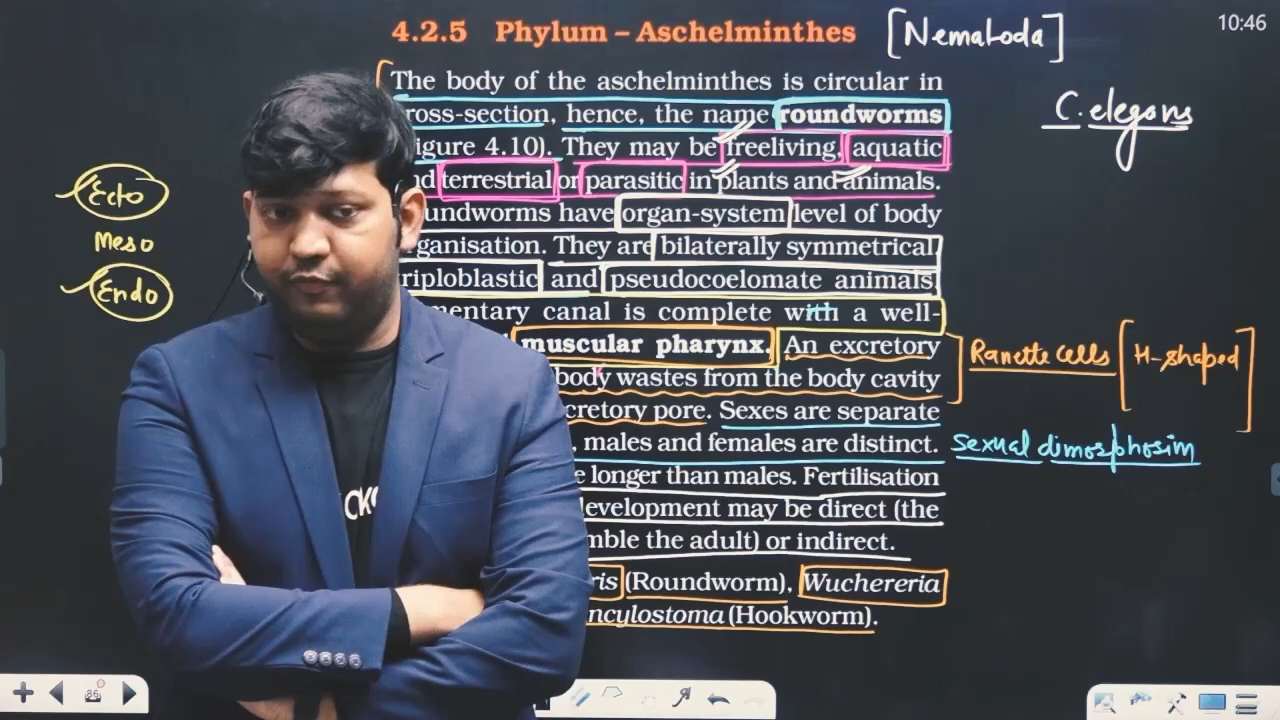 4.2.5 Phylum – Aschelminthes [Nematoda]
10:46
The body of the aschelminthes is circular in
ross-section, hence, the name roundworms
C. elegans
igure 4.10). They may be freeliving, aquatic
nd terrestrial or parasitic in plants and animals.
Ecto
undworms have organ-system level of body
Meso
ganisation. They are bilaterally symmetrical,
riploblastic and pseudocoelomate animals.
Endo
mentary canal is complete with a well-
muscular pharynx. An excretory
Ranette cells [H-shaped]
body wastes from the body cavity
cretory pore. Sexes are separate
, males and females are distinct.
sexual dimosphosim
e longer than males. Fertilisation
evelopment may be direct (the
mble the adult) or indirect.
ris (Roundworm), Wuchereria
ncylostoma (Hookworm).
CKO
86